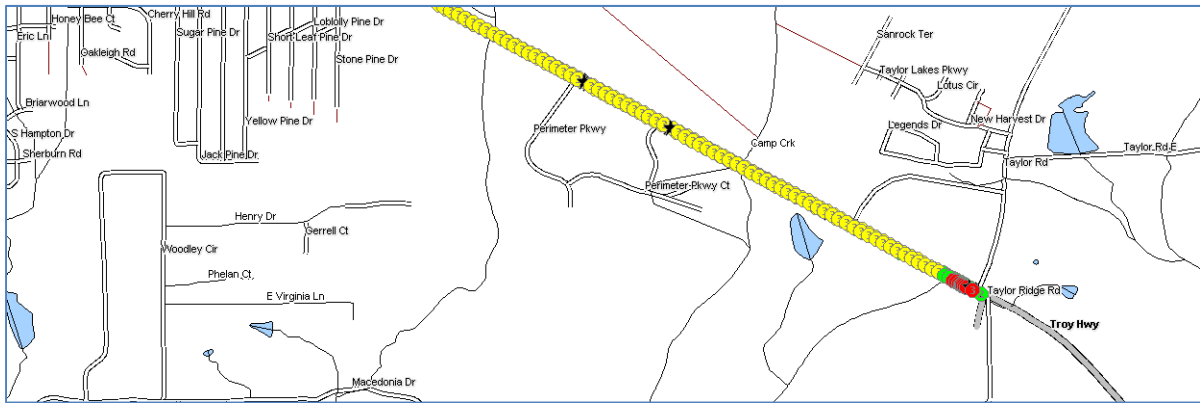 Honey Bee Ct
Cherry Hill Rd
Loblolly Pine Dr
Eric Ln
Sugar Pine Dr
Short Leaf Pine Dr
Oakleigh Rd
Stone Pine Dr
Sanrock Ter
Taylor Lakes Pkwy
Lotus Cir
Briarwood Ln
Yellow Pine Dr
Perimeter Pkwy
New Harvest Dr
Legends Dr
S Hampton Dr
Camp Crk
Sherburn Rd
Jack Pine Dr
Taylor Rd E
Taylor Rd
Perimeter Pkwy Ct
Henry Dr
Gerrell Ct
Woodley Cir
Phelan Ct
E Virginia Ln
Taylor Ridge Rd
Troy Hwy
Macedonia Dr